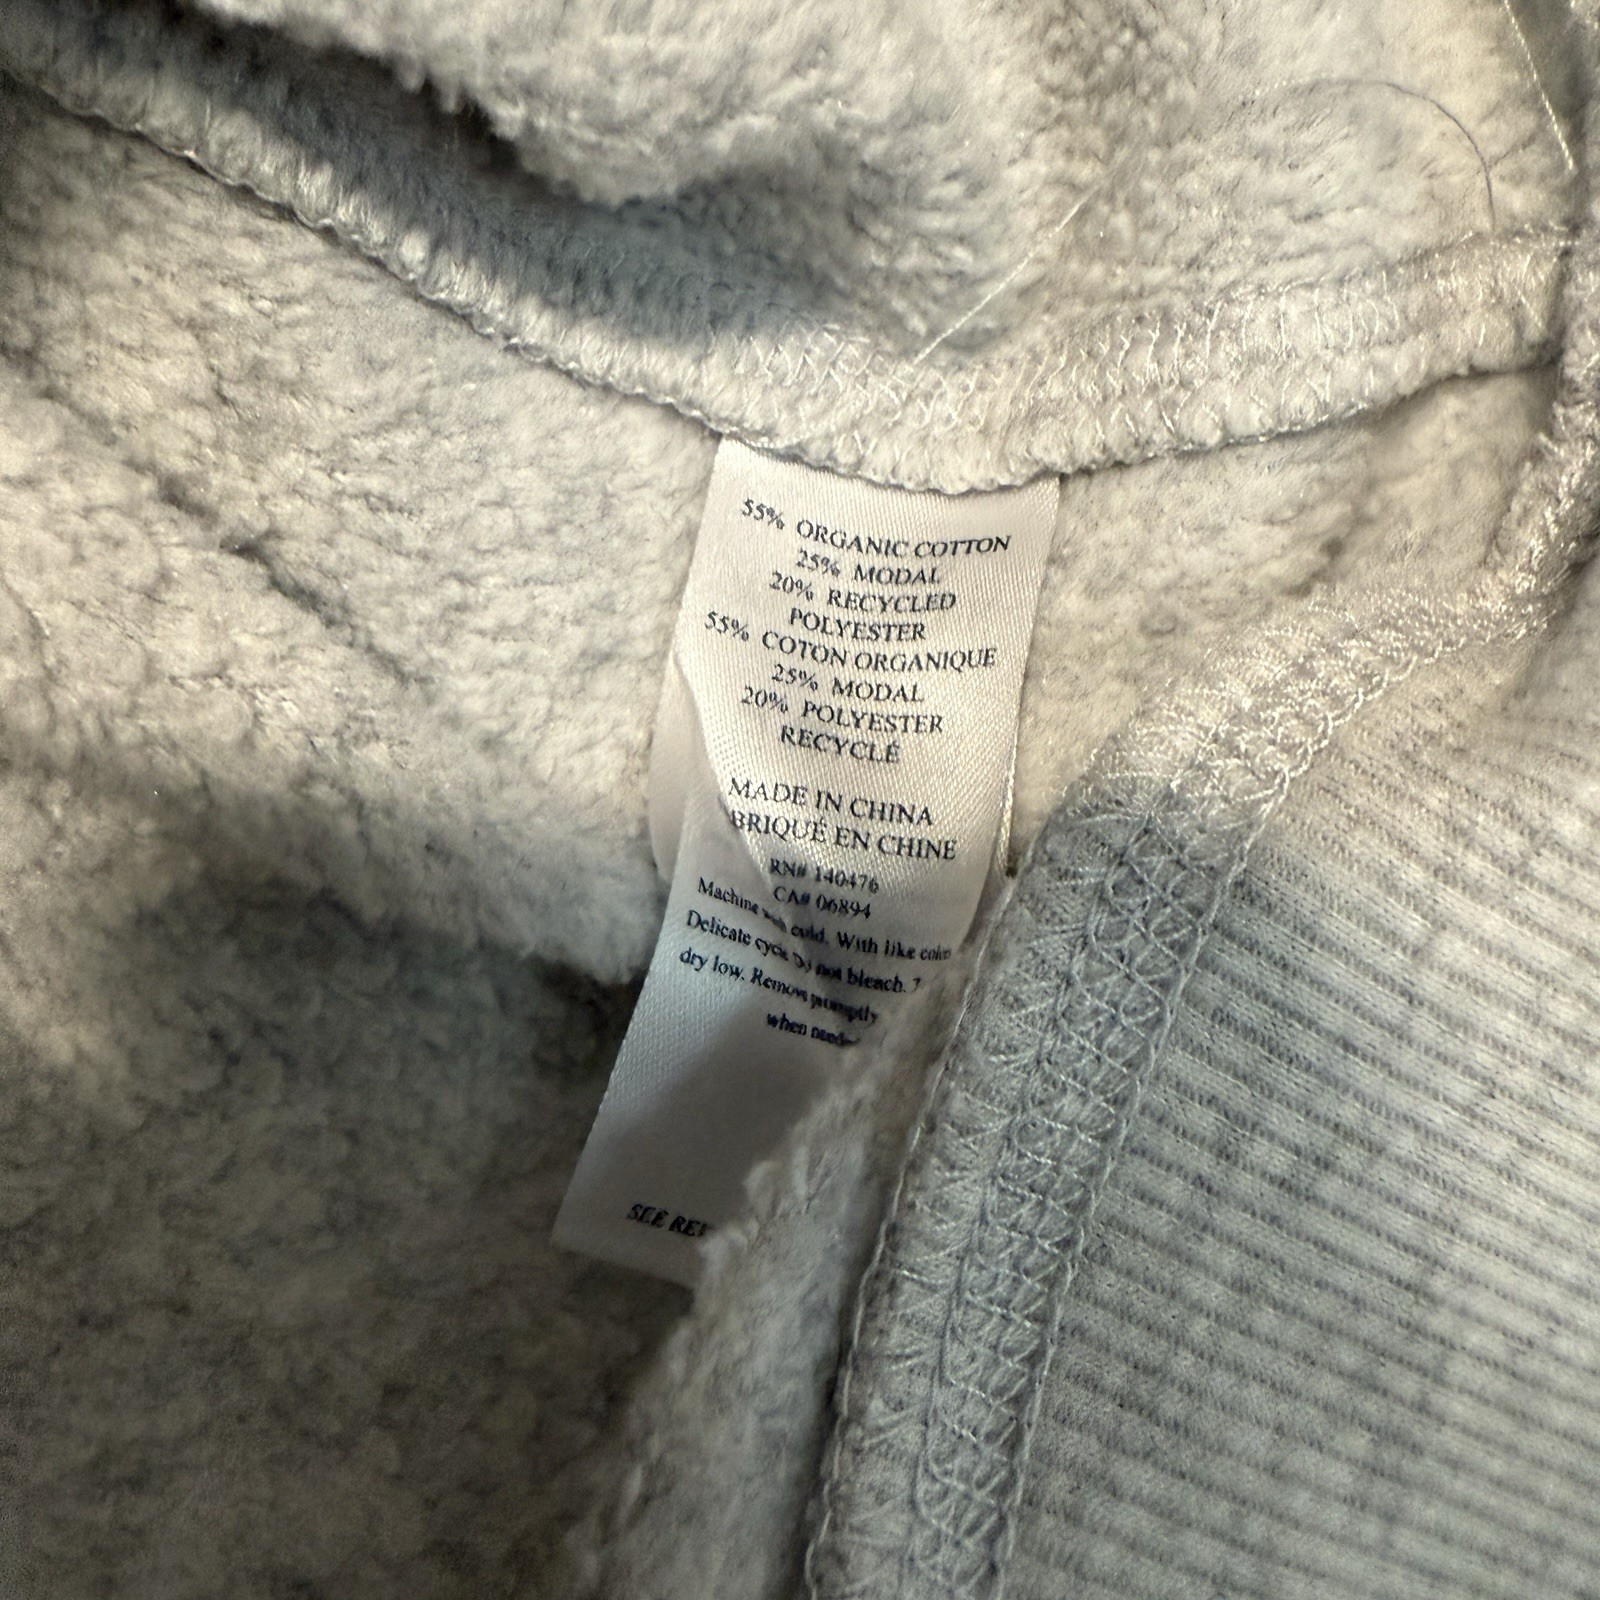 55% ORGANIC COTTON
25% MODAL
20% RECYCLED
POLYESTER
55% COTON ORGANIQUE
25% MODAL
20% POLYESTER
RECYCLÉ
MADE IN CHINA
BRIQUÉ EN CHINE
RN# 140476
CA# 06894
Machine cold. With like
Delicate not bleach.
dry low. Remove promptly
when
SEE